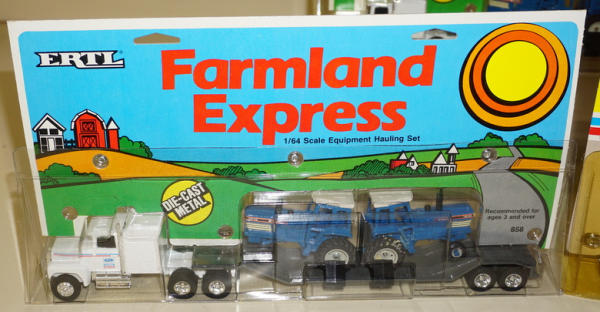 ERTL
Farmland
Express
1/64 Scale Equipment Hauling Set
DIE-CAST
METAL
Recommended for
ages 3 and over
858